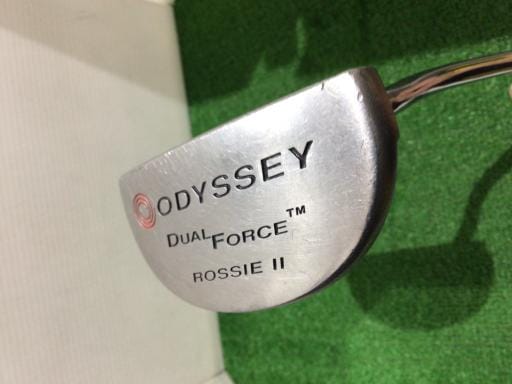 ODYSSEY
DUAL FORCE™
ROSSIE II